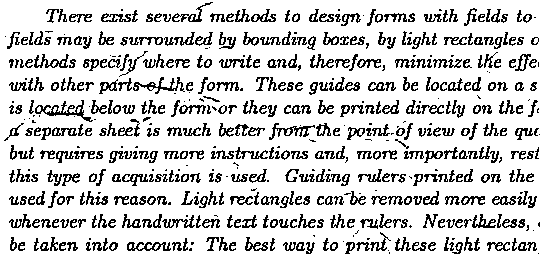 There exist several methods to design forms with fields to
fields may be surrounded by bounding boxes, by light rectangles o
methods specify where to write and, therefore, minimize the effe
with other parts of the form. These guides can be located on a s
is located below the form or they can be printed directly on the f
a separate sheet is much better from the point of view of the qua
but requires giving more instructions and, more importantly, rest
this type of acquisition is used. Guiding rulers printed on the
used for this reason. Light rectangles can be removed more easily
whenever the handwritten text touches the rulers. Nevertheless,
be taken into account: The best way to print these light rectan